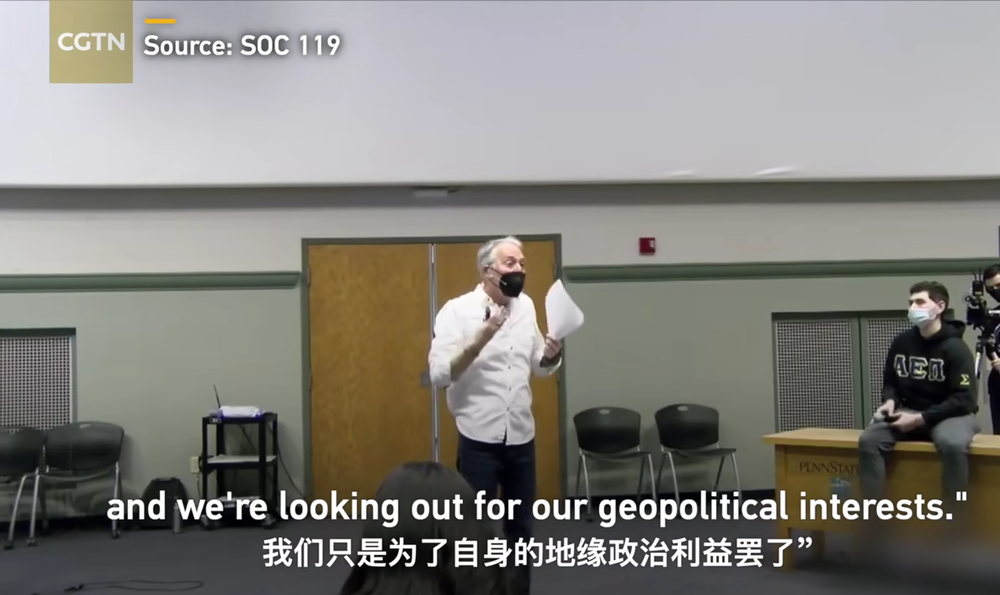 CGTN
Source: SOC 119
ΑΕΠ
Σ
PENNSTATE
and we're looking out for our geopolitical interests."
我们只是为了自身的地缘政治利益罢了”